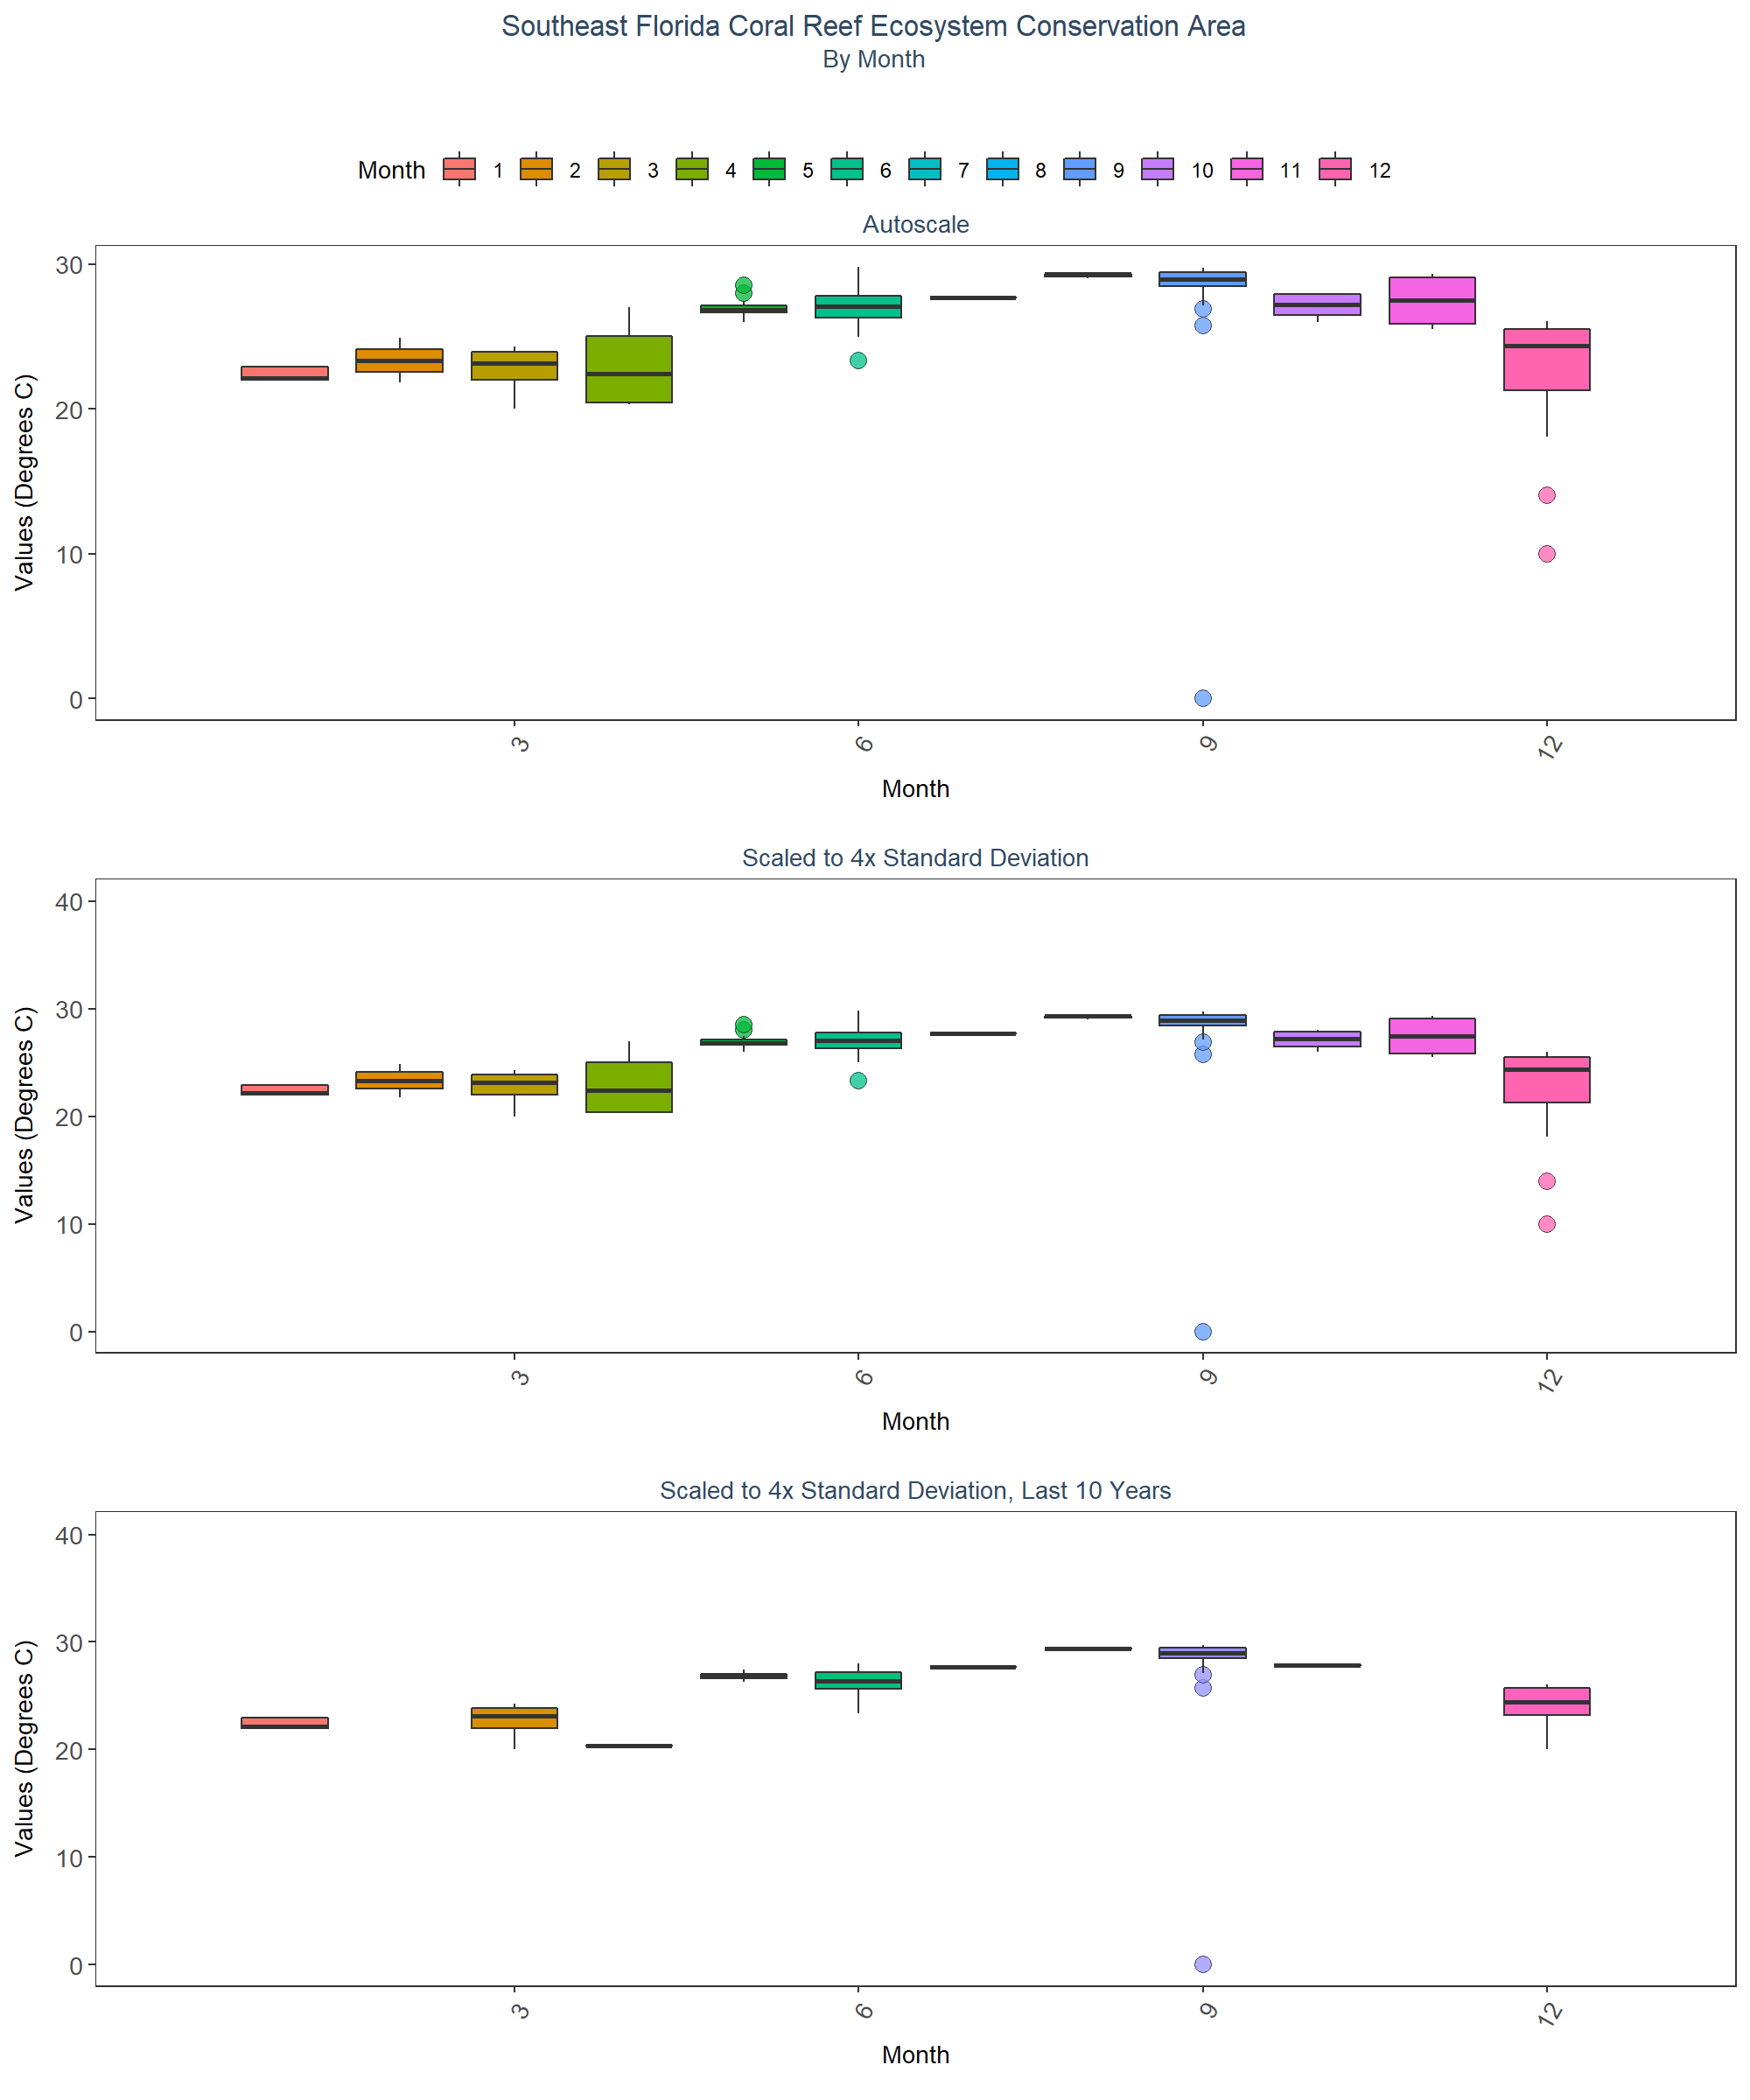 Southeast Florida Coral Reef Ecosystem Conservation Area
By Month
Month 1 2 3 4 5 6 7 8 9 10 11 12
Autoscale
Values (Degrees C)
30
20
10
0
3 6 9 12
Month
Scaled to 4x Standard Deviation
Values (Degrees C)
40
30
20
10
0
3 6 9 12
Month
Scaled to 4x Standard Deviation, Last 10 Years
Values (Degrees C)
40
30
20
10
0
3 6 9 12
Month